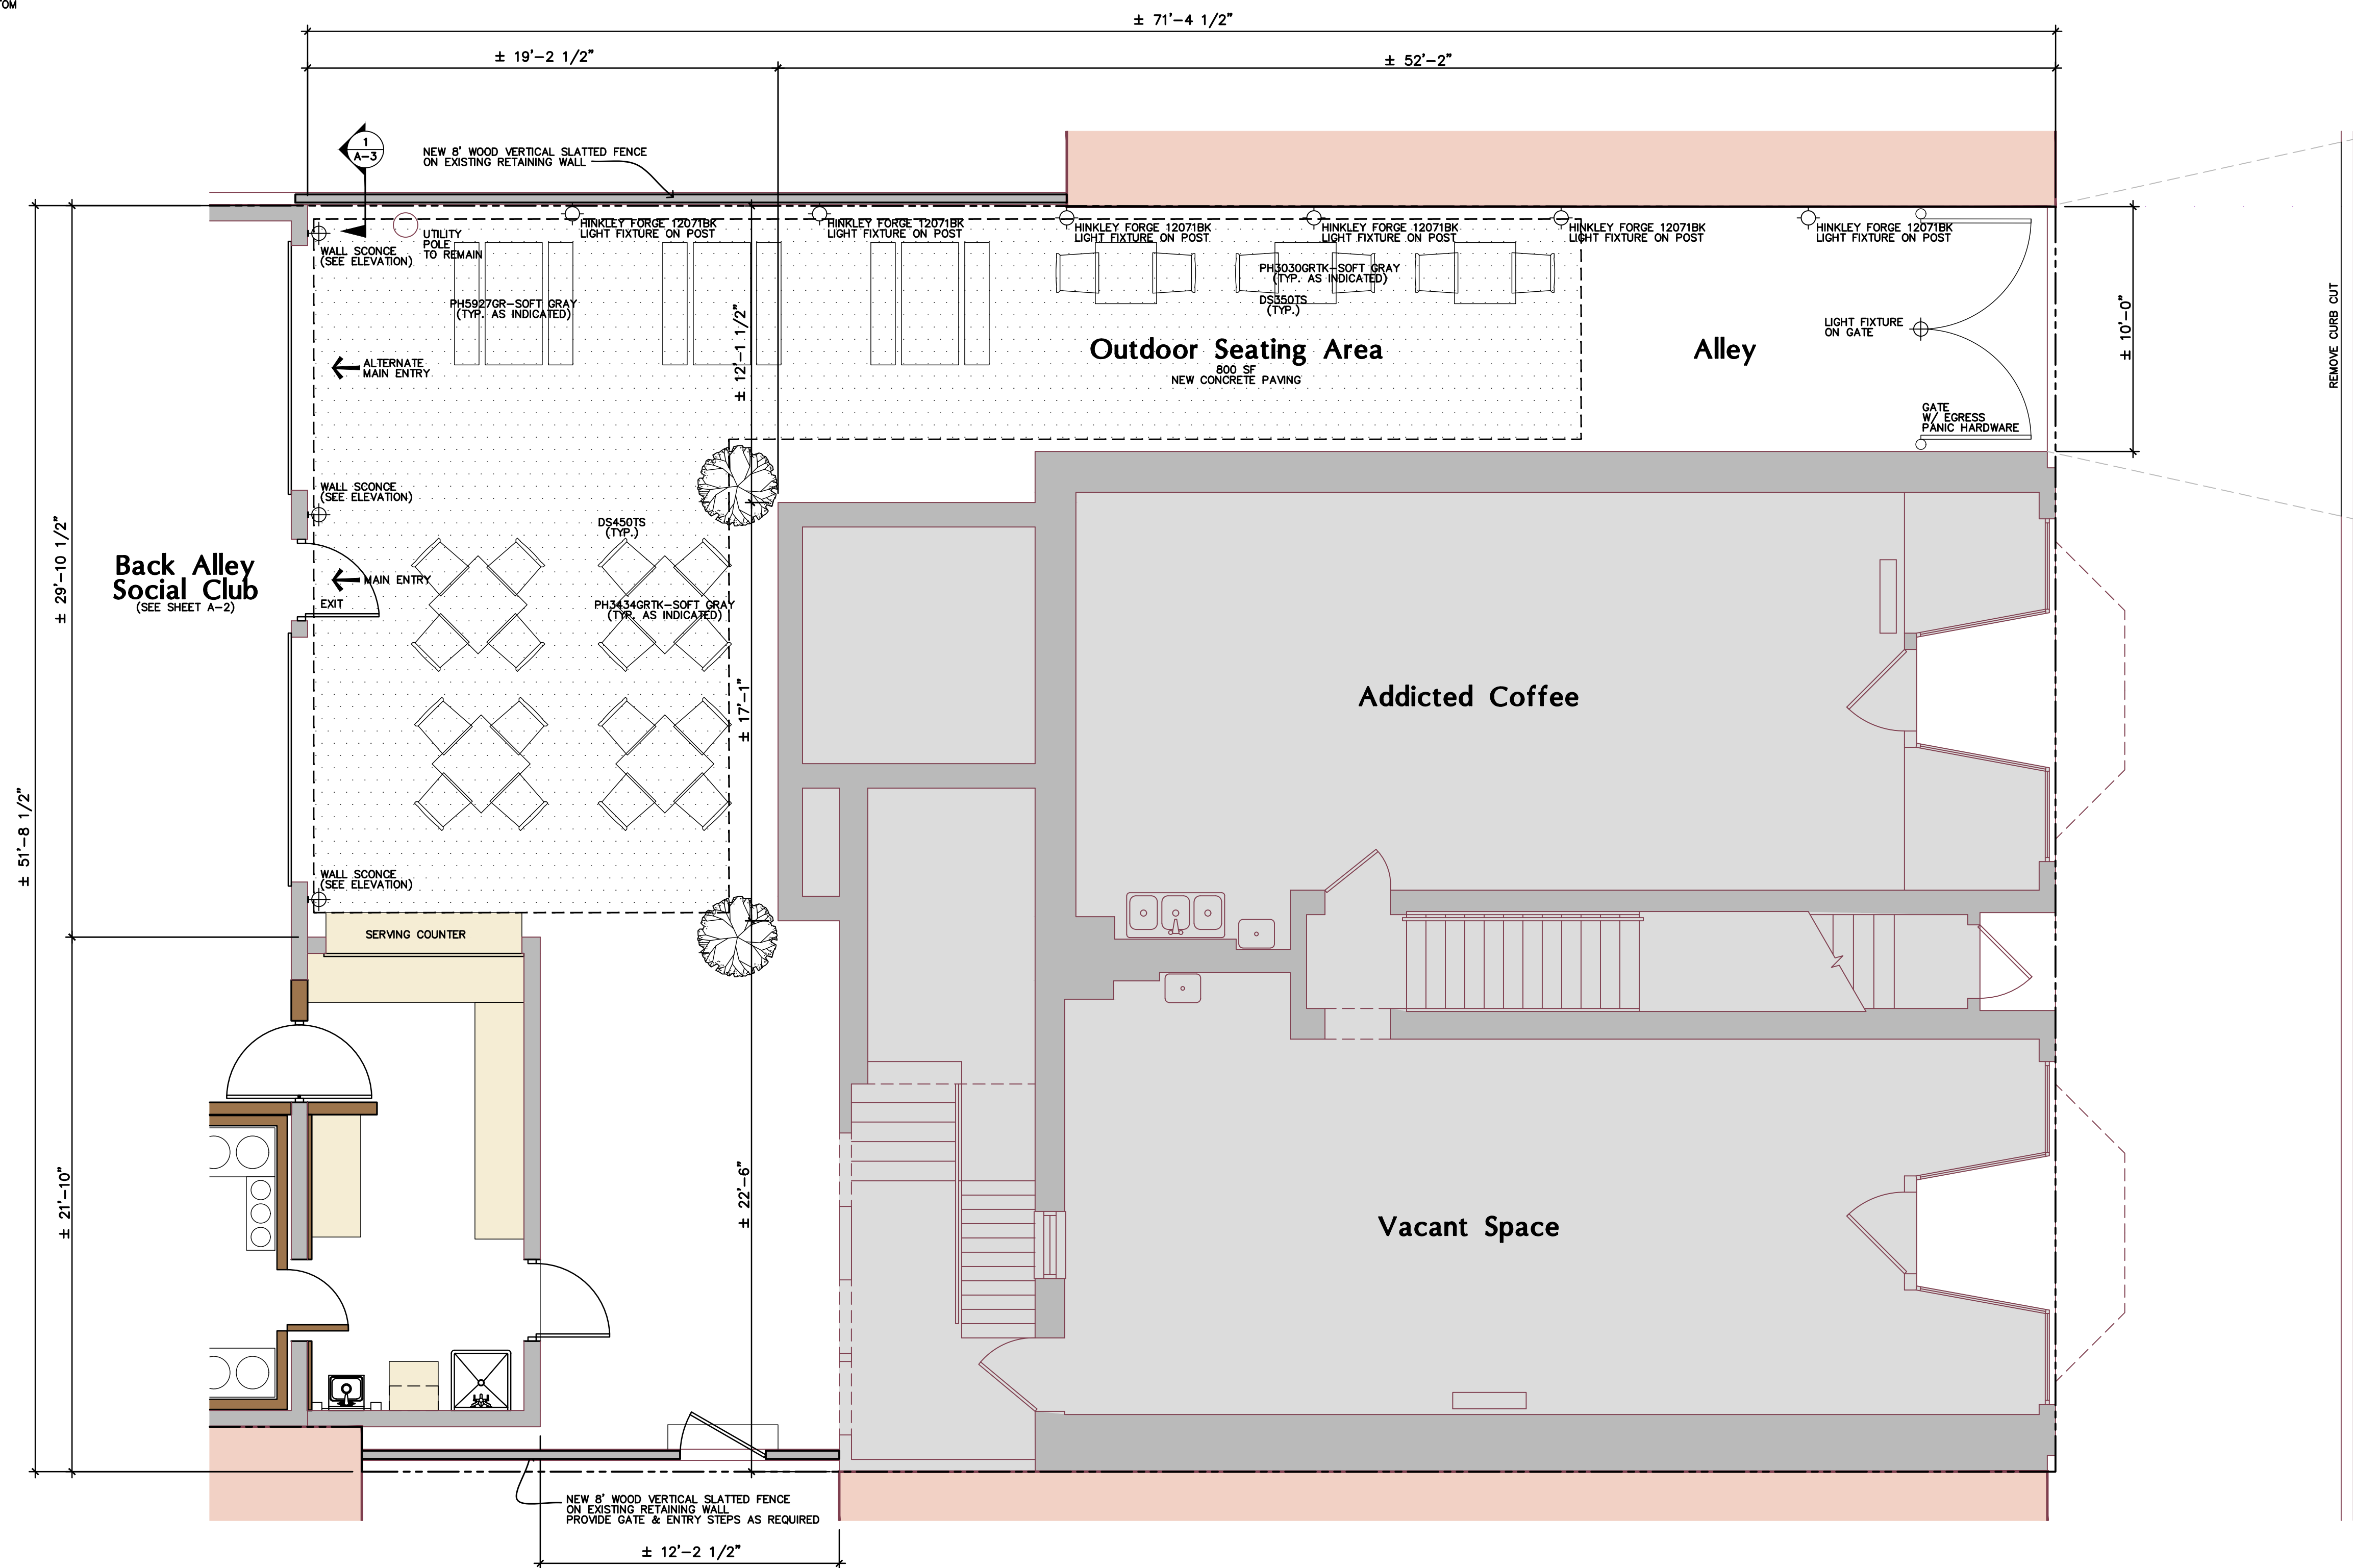 TOM
± 71'-4 1/2"
± 19'-2 1/2"
± 52'-2"
1
A-3
NEW 8' WOOD VERTICAL SLATTED FENCE
ON EXISTING RETAINING WALL
HINKLEY FORGE 12071BK
LIGHT FIXTURE ON POST
HINKLEY FORGE 12071BK
LIGHT FIXTURE ON POST
HINKLEY FORGE 12071BK
LIGHT FIXTURE ON POST
HINKLEY FORGE 12071BK
LIGHT FIXTURE ON POST
HINKLEY FORGE 12071BK
LIGHT FIXTURE ON POST
HINKLEY FORGE 12071BK
LIGHT FIXTURE ON POST
UTILITY
POLE
TO REMAIN
WALL SCONCE
(SEE ELEVATION)
PH5927GR-SOFT GRAY
(TYP. AS INDICATED)
PH3030GRTK-SOFT GRAY
(TYP. AS INDICATED)
DS350TS
(TYP.)
± 12'-1 1/2"
Outdoor Seating Area
800 SF
NEW CONCRETE PAVING
Alley
LIGHT FIXTURE
ON GATE
± 10'-0"
REMOVE CURB CUT
GATE
W/ EGRESS
PANIC HARDWARE
ALTERNATE
MAIN ENTRY
WALL SCONCE
(SEE ELEVATION)
DS450TS
(TYP.)
± 29'-10 1/2"
Back Alley
Social Club
(SEE SHEET A-2)
MAIN ENTRY
EXIT
PH3434GRTK-SOFT GRAY
(TYP. AS INDICATED)
± 17'-1"
Addicted Coffee
± 51'-8 1/2"
WALL SCONCE
(SEE ELEVATION)
SERVING COUNTER
± 21'-10"
± 22'-6"
Vacant Space
NEW 8' WOOD VERTICAL SLATTED FENCE
ON EXISTING RETAINING WALL
PROVIDE GATE & ENTRY STEPS AS REQUIRED
± 12'-2 1/2"